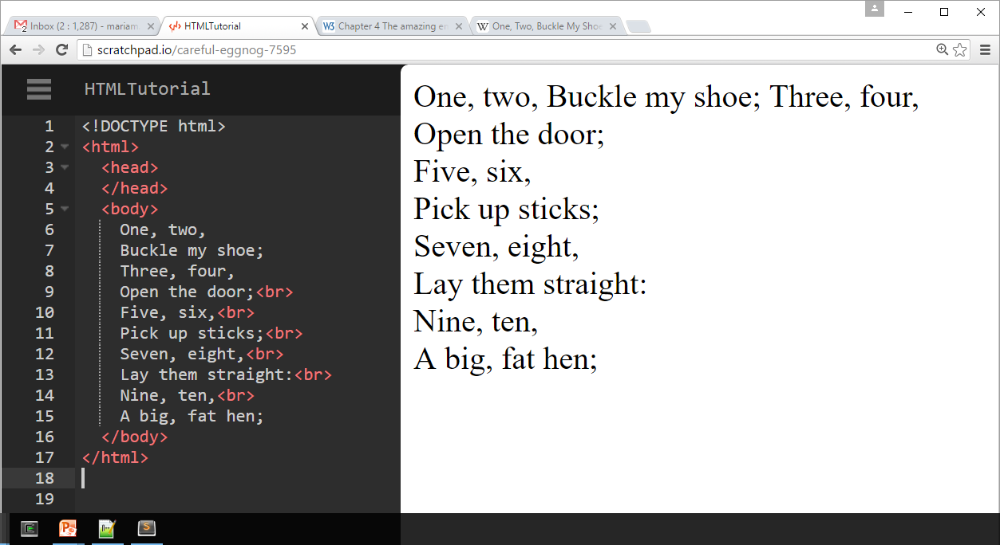 Inbox (2 : 1,287) - mariam.
HTMLTutorial
W3 Chapter 4 The amazing em
W One, Two, Buckle My Shoe
scratchpad.io/careful-eggnog-7595
HTMLTutorial
1 <!DOCTYPE html>
2 <html>
3 <head>
4 </head>
5 <body>
6 One, two,
7 Buckle my shoe;
8 Three, four,
9 Open the door;<br>
10 Five, six,<br>
11 Pick up sticks;<br>
12 Seven, eight,<br>
13 Lay them straight:<br>
14 Nine, ten,<br>
15 A big, fat hen;
16 </body>
17 </html>
18
19
One, two, Buckle my shoe; Three, four,
Open the door;
Five, six,
Pick up sticks;
Seven, eight,
Lay them straight:
Nine, ten,
A big, fat hen;